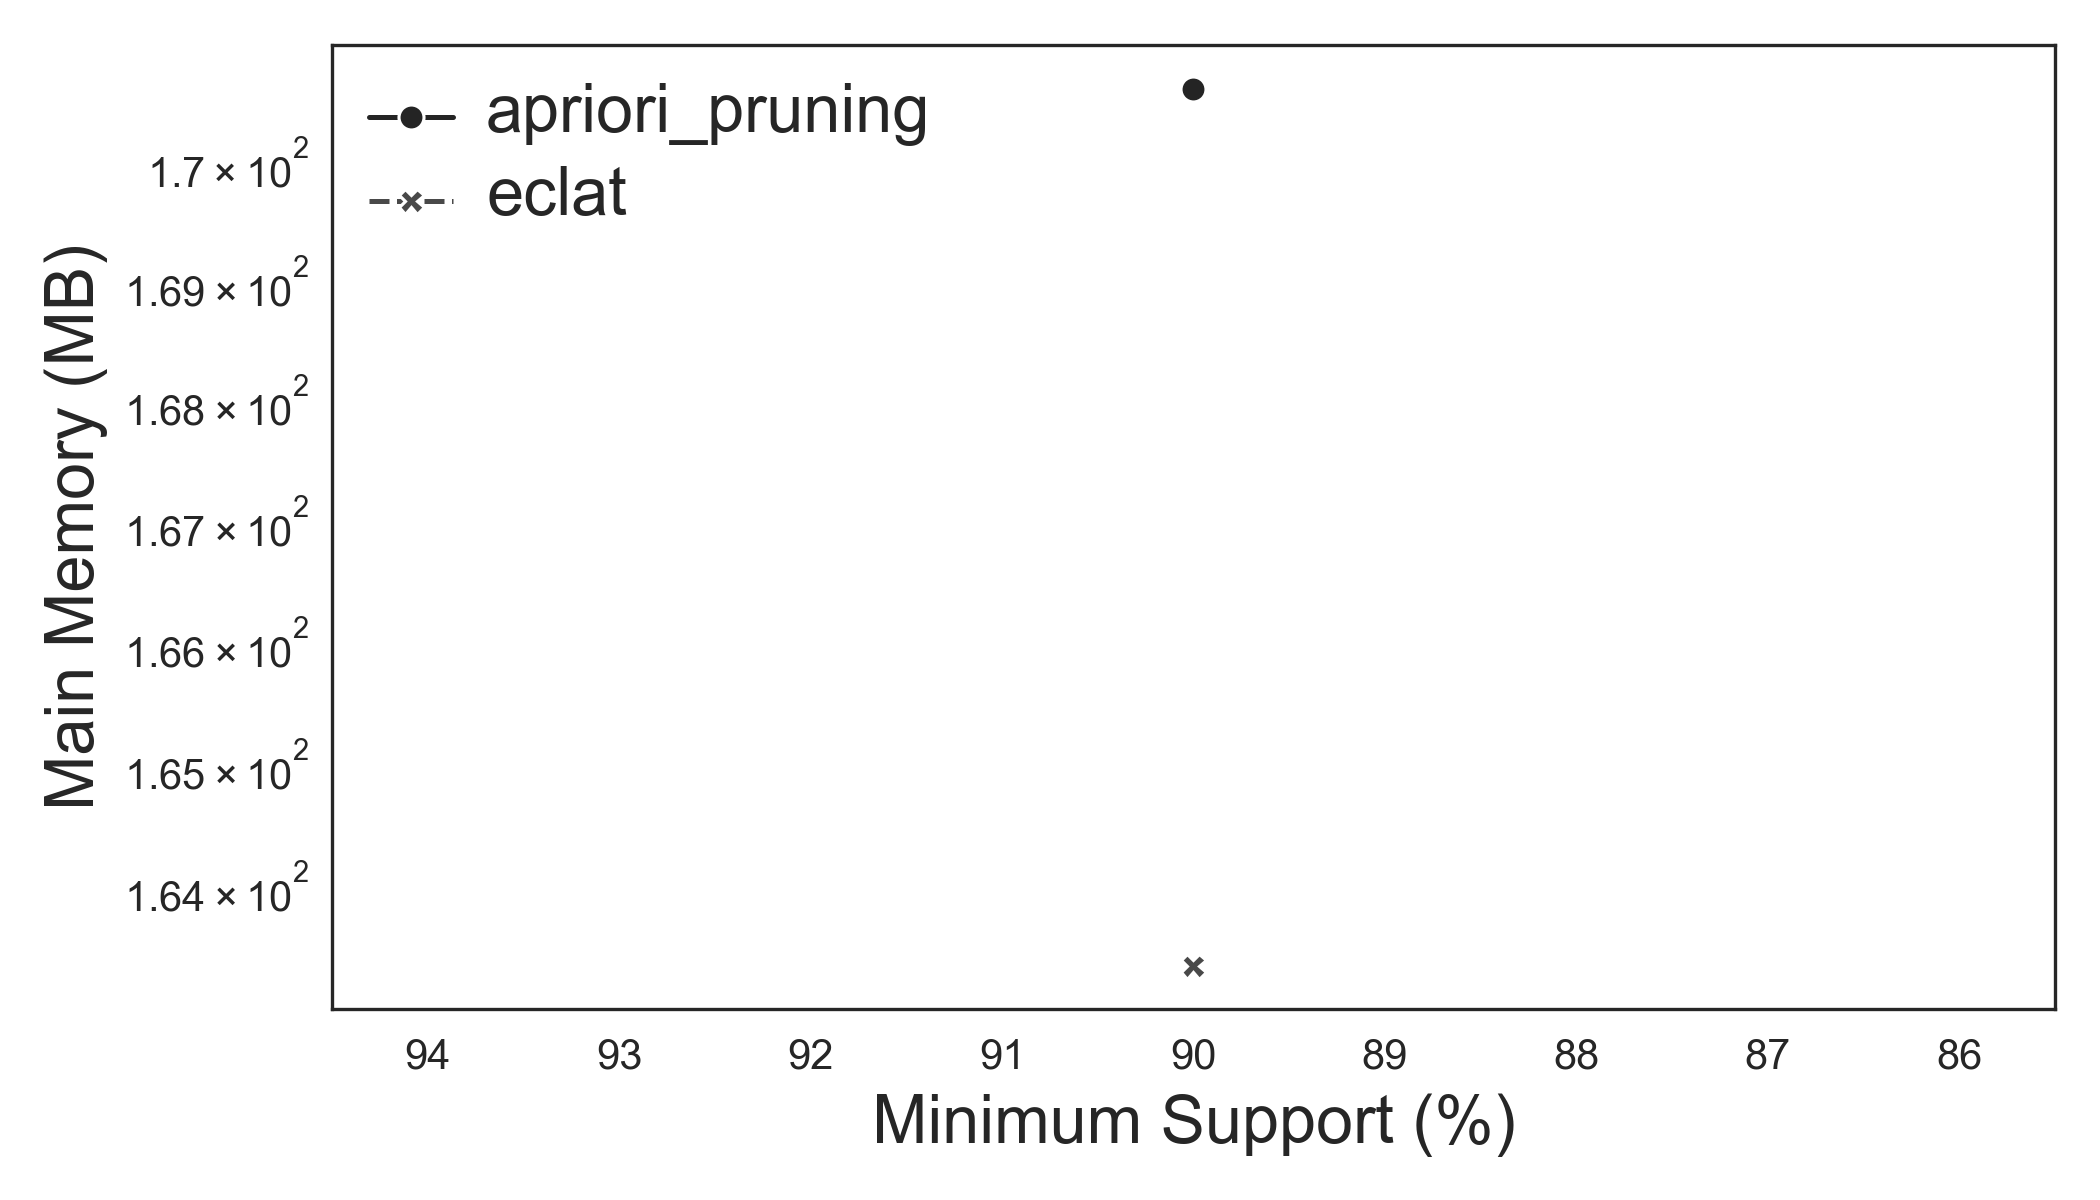 apriori_pruning
eclat
1.7 × 10²
1.69 × 10²
1.68 × 10²
1.67 × 10²
1.66 × 10²
1.65 × 10²
1.64 × 10²
Main Memory (MB)
94 93 92 91 90 89 88 87 86
Minimum Support (%)